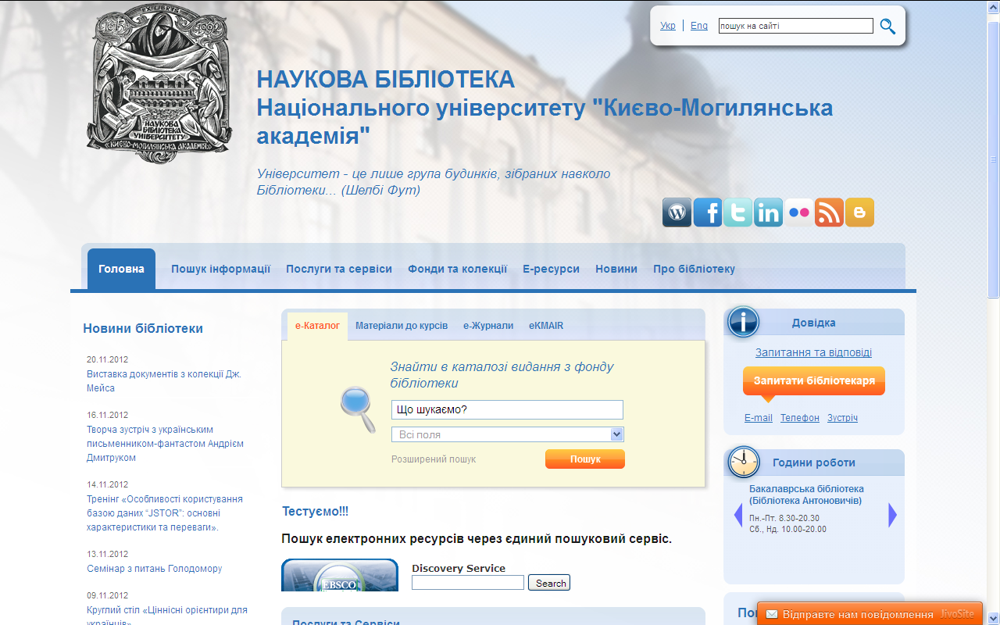 EX LIBRIS
1615
1992
НАУКОВА
БІБЛІОТЕКА
УНІВЕРСИТЕТУ
«КИЄВО-МОГИЛЯНСЬКА АКАДЕМІЯ»
Укр | Eng
пошук на сайті
НАУКОВА БІБЛІОТЕКА
Національного університету "Києво-Могилянська
академія"
Університет - це лише група будинків, зібраних навколо
Бібліотеки... (Шелбі Фут)
Головна
Пошук інформації
Послуги та сервіси
Фонди та колекції
Е-ресурси
Новини
Про бібліотеку
Новини бібліотеки
20.11.2012
Виставка документів з колекції Дж.
Мейса
16.11.2012
Творча зустріч з українським
письменником-фантастом Андрієм
Дмитруком
14.11.2012
Тренінг «Особливості користування
базою даних “JSTOR”: основні
характеристики та переваги».
13.11.2012
Семінар з питань Голодомору
09.11.2012
Круглий стіл «Ціннісні орієнтири для
українців»
е-Каталог
Матеріали до курсів
е-Журнали
eKMAIR
Знайти в каталозі видання з фонду
бібліотеки
Що шукаємо?
Всі поля
Розширений пошук
Пошук
Тестуємо!!!
Пошук електронних ресурсів через єдиний пошуковий сервіс.
EBSCO
Discovery Service
Search
Послуги та Сервіси
Довідка
Запитання та відповіді
Запитати бібліотекаря
E-mail Телефон Зустріч
Години роботи
Бакалаврська бібліотека
(Бібліотека Антоновичів)
Пн.-Пт. 8.30-20.30
Сб., Нд. 10.00-20.00
Відправте нам повідомлення JivoSite